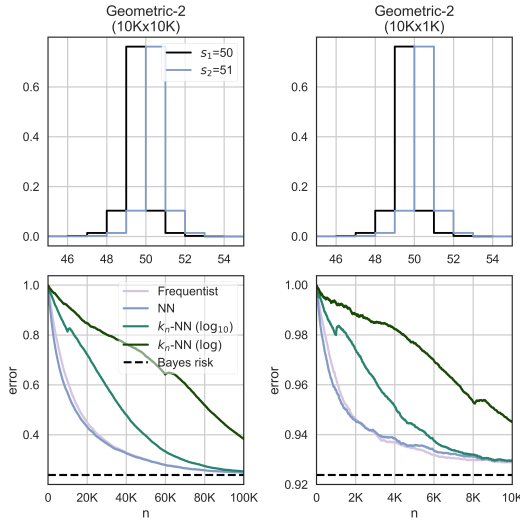 Geometric-2
(10Kx10K)
Geometric-2
(10Kx1K)
s₁=50
s₂=51
0.6
0.4
0.2
0.0
46 48 50 52 54
0.6
0.4
0.2
0.0
46 48 50 52 54
Frequentist
NN
kₙ-NN (log₁₀)
kₙ-NN (log)
Bayes risk
error
1.0
0.8
0.6
0.4
0 20K 40K 60K 80K 100K
n
error
1.00
0.98
0.96
0.94
0.92
0 2K 4K 6K 8K 10K
n